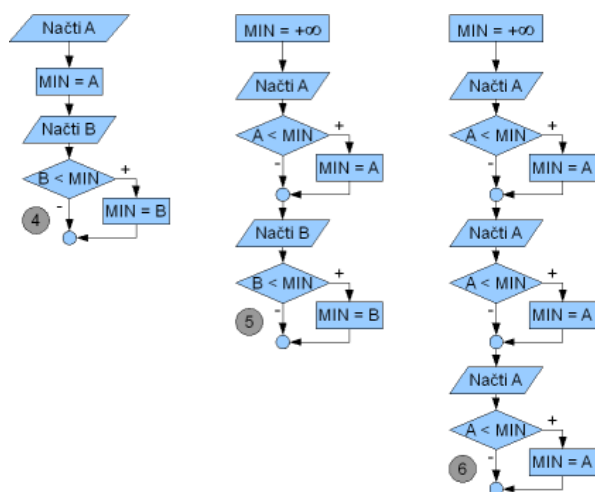 Načti A
MIN = A
Načti B
B < MIN
+
-
MIN = B
4
MIN = +∞
Načti A
A < MIN
+
-
MIN = A
Načti B
B < MIN
+
-
MIN = B
5
MIN = +∞
Načti A
A < MIN
+
-
MIN = A
Načti A
A < MIN
+
-
MIN = A
Načti A
A < MIN
+
-
MIN = A
6